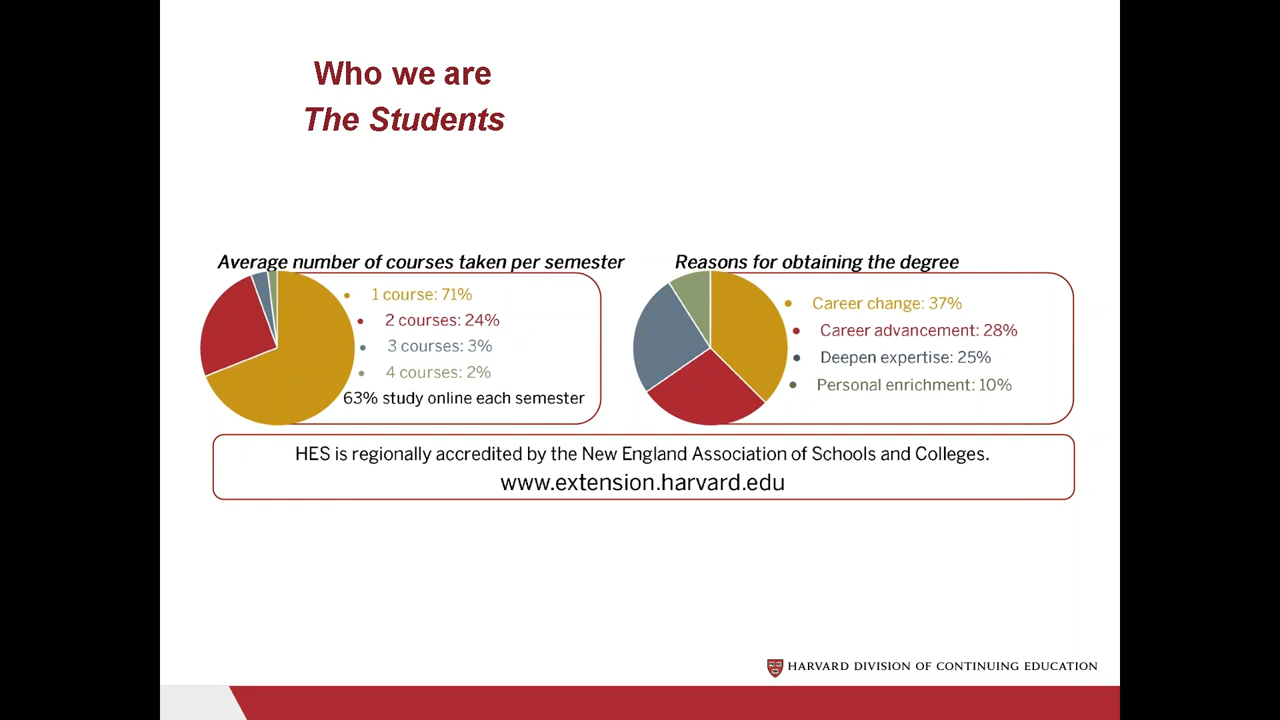 Who we are
The Students
Average number of courses taken per semester
1 course: 71%
2 courses: 24%
3 courses: 3%
4 courses: 2%
63% study online each semester
Reasons for obtaining the degree
Career change: 37%
Career advancement: 28%
Deepen expertise: 25%
Personal enrichment: 10%
HES is regionally accredited by the New England Association of Schools and Colleges.
www.extension.harvard.edu
HARVARD DIVISION OF CONTINUING EDUCATION